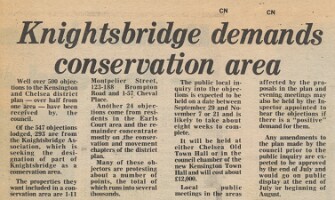 CN
CN
Knightsbridge demands
conservation area
Well over 500 objec-
tions to the Kensington
and Chelsea district
plan — over half from
one area — have been
received by the
council.
Of the 547 objections
lodged, 293 are from
the Knightsbridge As-
sociation, which is
seeking the desig-
nation of part of
Knightsbridge as a
conservation area.
The properties they
want included in a con-
servation area are 1-11
Montpelier Street,
123-188 Brompton
Road and 1-57, Cheval
Place.
Another 24 objec-
tions come from resi-
dents in the Earls
Court area and the re-
mainder concentrate
mostly on the conser-
vation and movement
chapters of the district
plan.
Many of these ob-
jectors are protesting
about a number of
points, the total of
which runs into several
thousands.
The public local in-
quiry into the objec-
tions is expected to be
held on a date between
September 29 and No-
vember 7 or 21 and is
likely to take about
eight weeks to com-
plete.
It will be held at
either Chelsea Old
Town Hall or in the
council chamber of the
new Kensington Town
Hall and will cost about
£12,000.
Local public
meetings in the areas
affected by the pro-
posals in the plan and
evening meetings may
also be held by the in-
spector appointed to
hear the objections if
there is a "positive"
demand for them.
Any amendments to
the plan made by the
council prior to the
public inquiry are ex-
pected to be approved
by the end of July and
would go on public
display at the end of
July or beginning of
August.